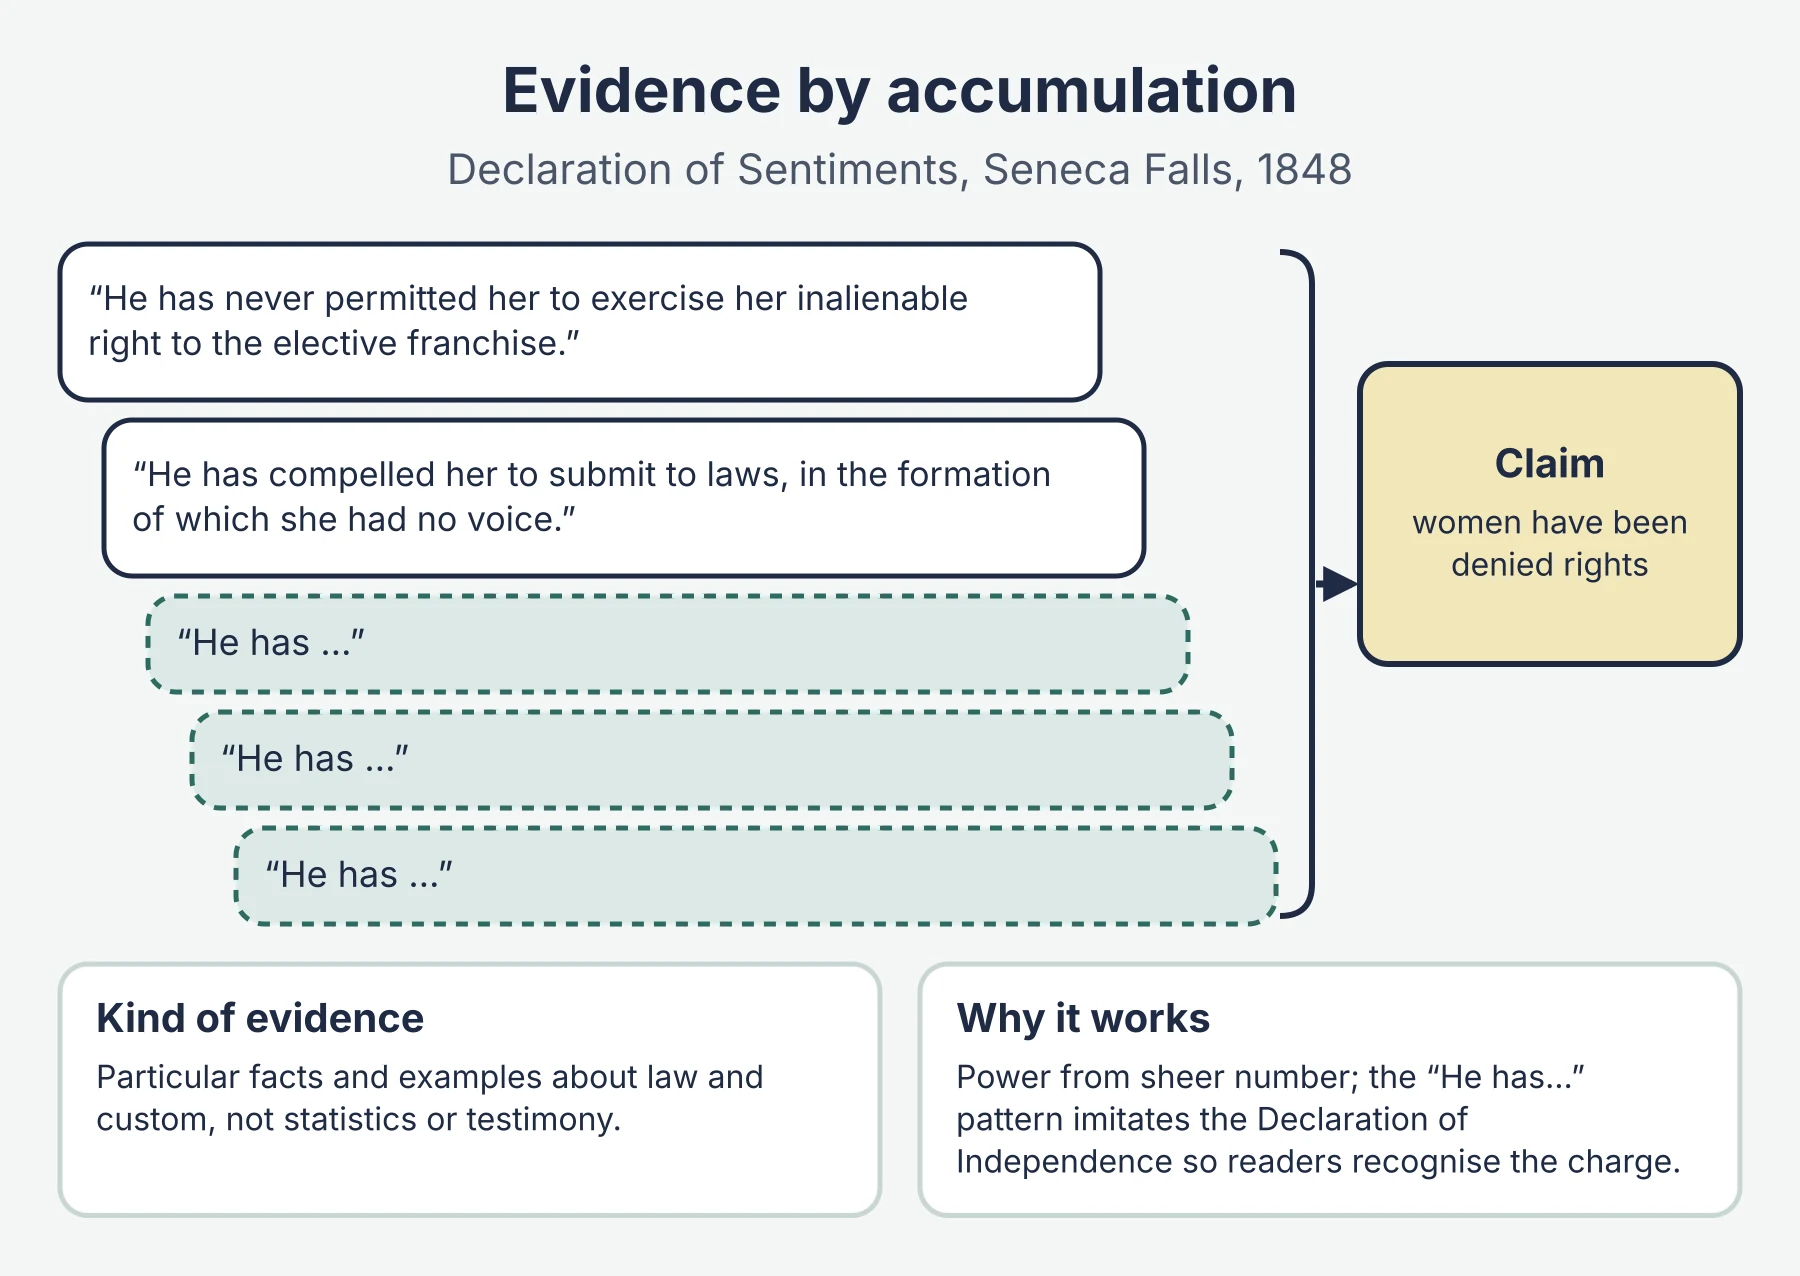 Evidence by accumulation
Declaration of Sentiments, Seneca Falls, 1848
“He has never permitted her to exercise her inalienable
right to the elective franchise.”
“He has compelled her to submit to laws, in the formation
of which she had no voice.”
“He has ...”
“He has ...”
“He has ...”
Claim
women have been
denied rights
Kind of evidence
Particular facts and examples about law and
custom, not statistics or testimony.
Why it works
Power from sheer number; the “He has...”
pattern imitates the Declaration of
Independence so readers recognise the charge.